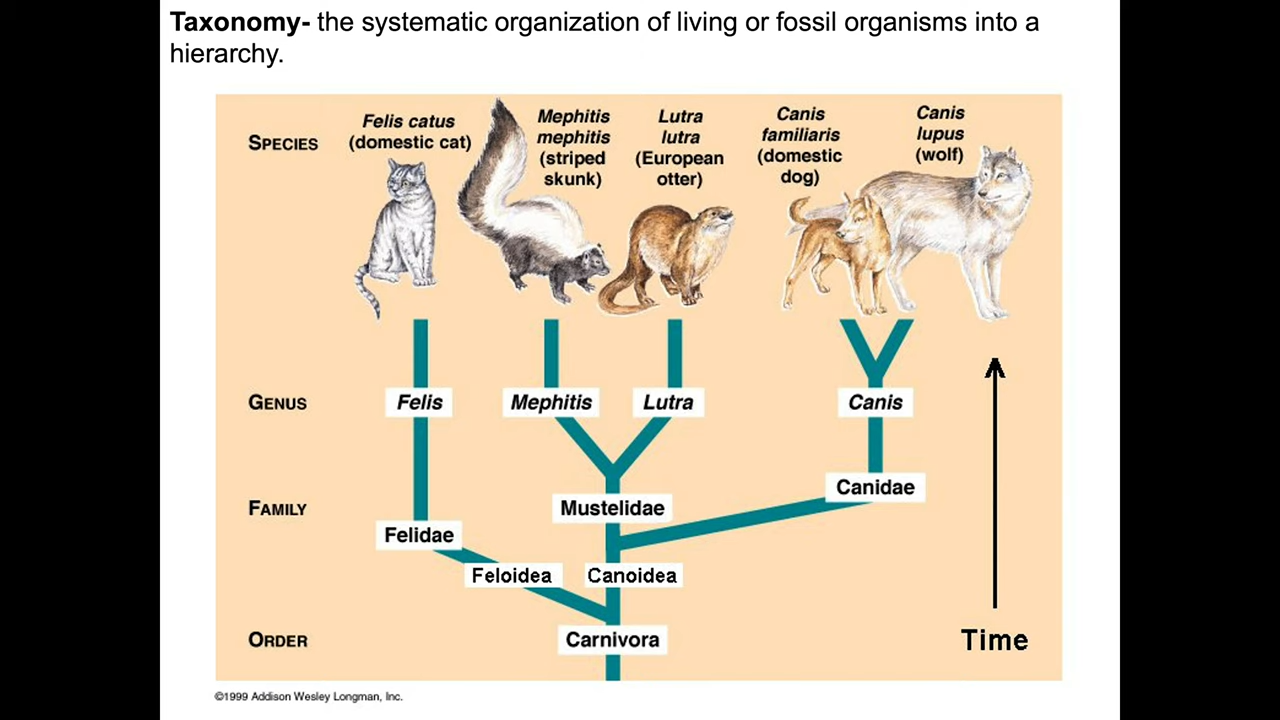 Taxonomy- the systematic organization of living or fossil organisms into a
hierarchy.
SPECIES
Felis catus
(domestic cat)
Mephitis
mephitis
(striped
skunk)
Lutra
lutra
(European
otter)
Canis
familiaris
(domestic
dog)
Canis
lupus
(wolf)
GENUS
Felis
Mephitis
Lutra
Canis
FAMILY
Felidae
Mustelidae
Canidae
Feloidea
Canoidea
ORDER
Carnivora
Time
©1999 Addison Wesley Longman, Inc.